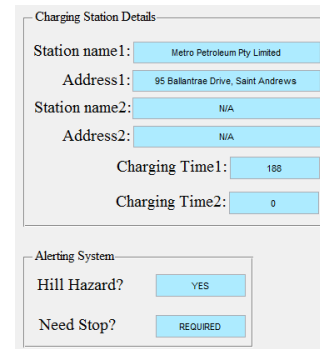 Charging Station Details
Station name1: Metro Petroleum Pty Limited
Address1: 95 Ballantrae Drive, Saint Andrews
Station name2: N/A
Address2: N/A
Charging Time1: 188
Charging Time2: 0
Alerting System
Hill Hazard? YES
Need Stop? REQUIRED